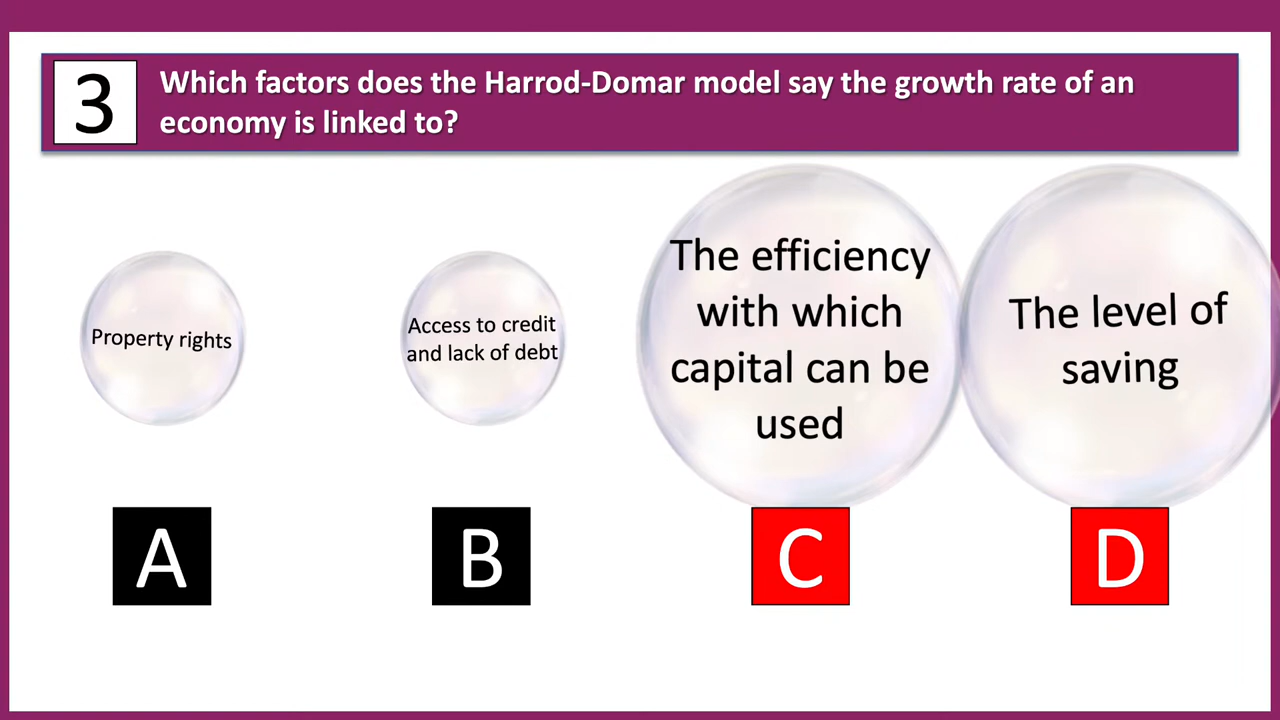 3
Which factors does the Harrod-Domar model say the growth rate of an
economy is linked to?
Property rights
Access to credit
and lack of debt
The efficiency
with which
capital can be
used
The level of
saving
A
B
C
D